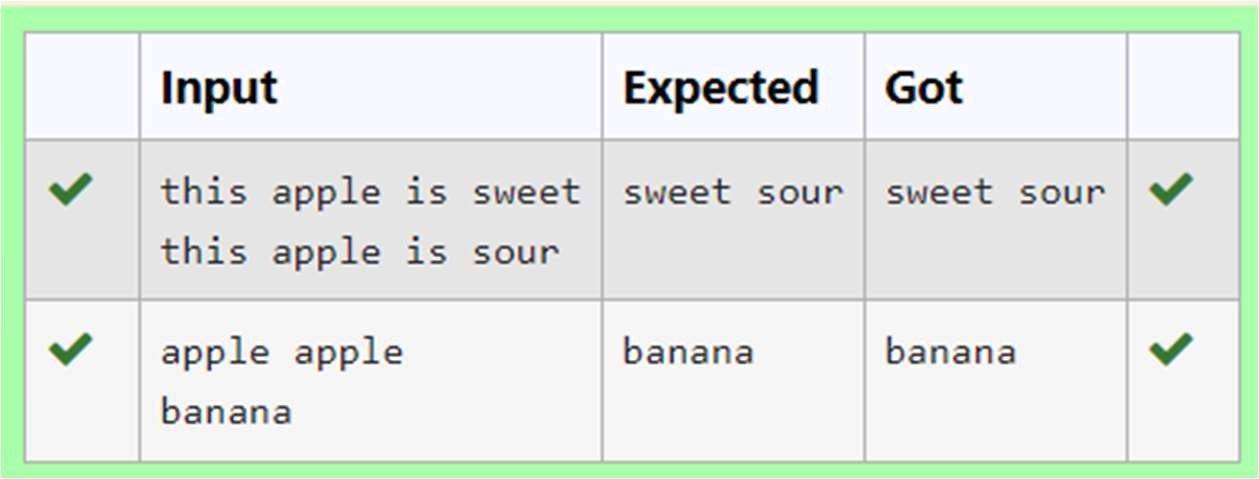 Input Expected Got
this apple is sweet sweet sour sweet sour
this apple is sour
apple apple banana banana
banana